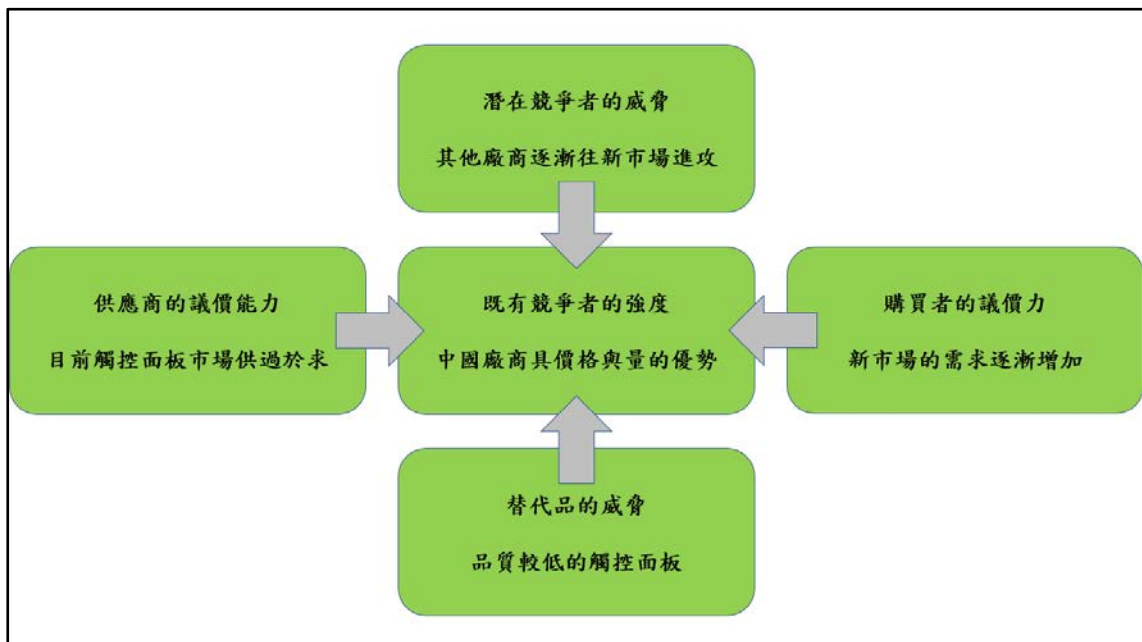 潛在競爭者的威脅
其他廠商逐漸往新市場進攻
供應商的議價能力
目前觸控面板市場供過於求
既有競爭者的強度
中國廠商具價格與量的優勢
購買者的議價力
新市場的需求逐漸增加
替代品的威脅
品質較低的觸控面板